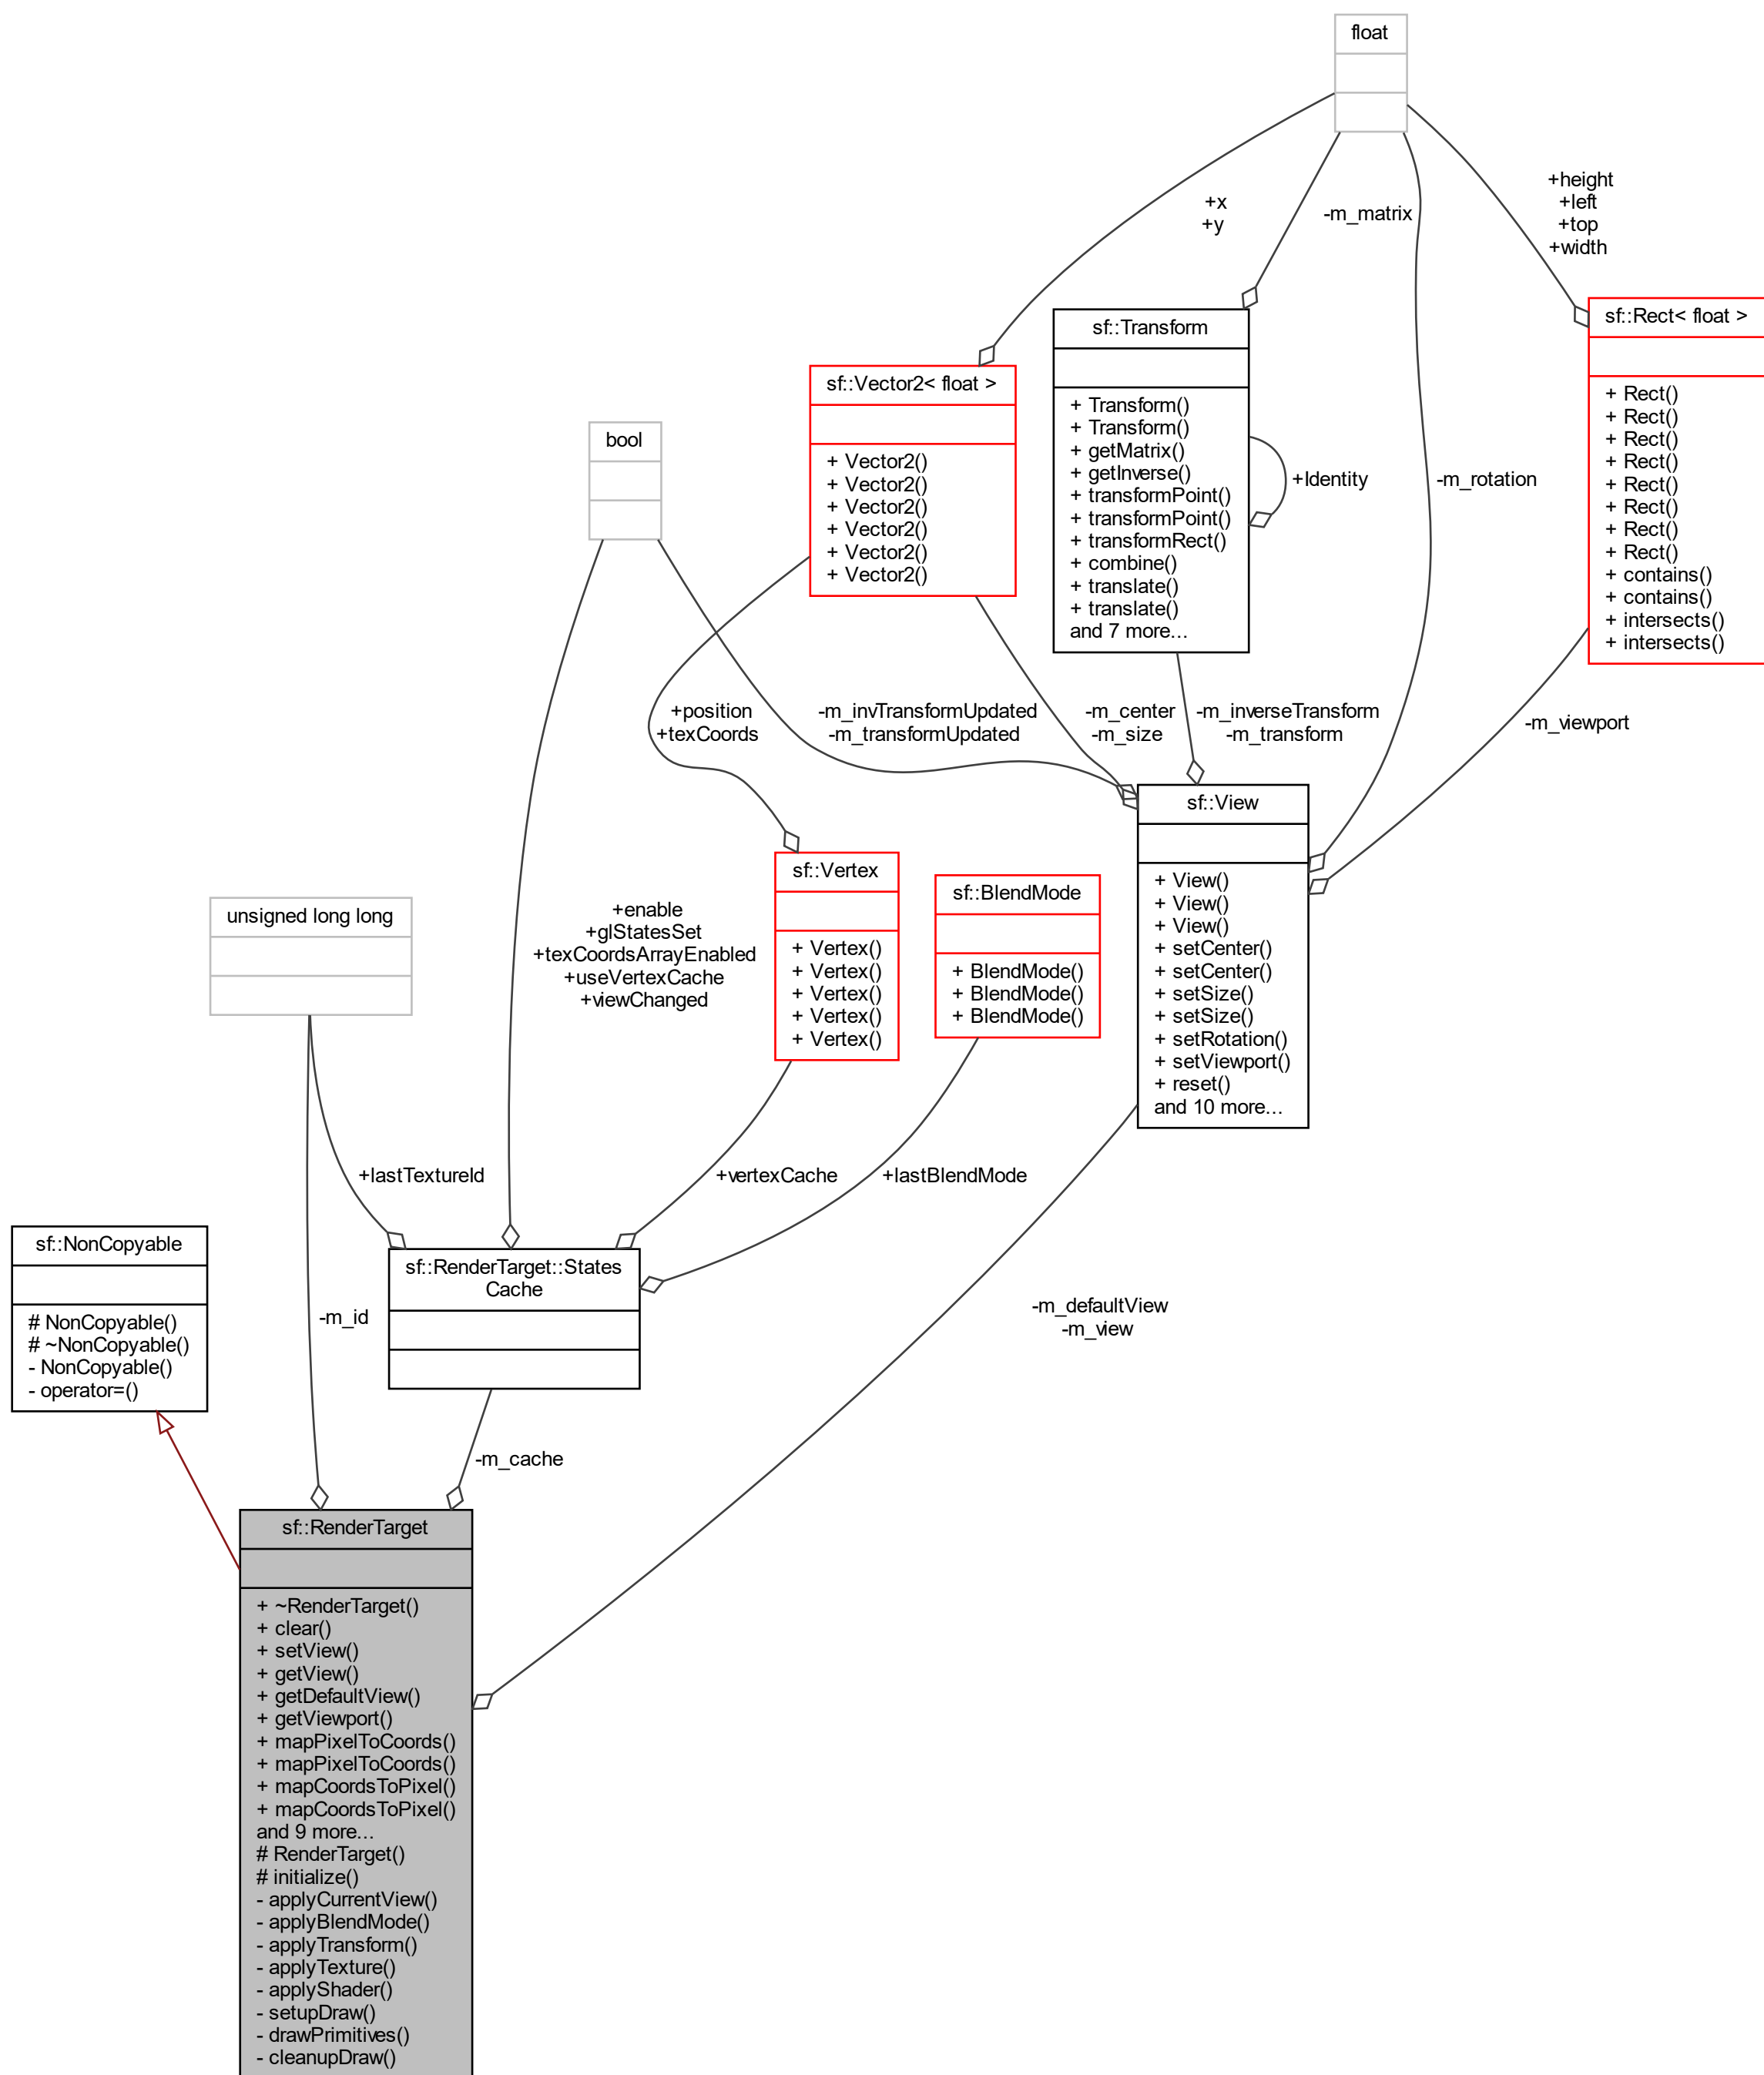 float
+height
+left
+top
+width
+x
+y
-m_matrix
sf::Rect< float >
+ Rect()
+ Rect()
+ Rect()
+ Rect()
+ Rect()
+ Rect()
+ Rect()
+ Rect()
+ contains()
+ contains()
+ intersects()
+ intersects()
sf::Transform
+ Transform()
+ Transform()
+ getMatrix()
+ getInverse()
+ transformPoint()
+ transformPoint()
+ transformRect()
+ combine()
+ translate()
+ translate()
and 7 more...
+Identity
-m_rotation
sf::Vector2< float >
+ Vector2()
+ Vector2()
+ Vector2()
+ Vector2()
+ Vector2()
+ Vector2()
bool
+position
+texCoords
-m_invTransformUpdated
-m_transformUpdated
-m_center
-m_size
-m_inverseTransform
-m_transform
-m_viewport
sf::View
+ View()
+ View()
+ View()
+ setCenter()
+ setCenter()
+ setSize()
+ setSize()
+ setRotation()
+ setViewport()
+ reset()
and 10 more...
sf::Vertex
+ Vertex()
+ Vertex()
+ Vertex()
+ Vertex()
+ Vertex()
sf::BlendMode
+ BlendMode()
+ BlendMode()
+ BlendMode()
unsigned long long
+enable
+glStatesSet
+texCoordsArrayEnabled
+useVertexCache
+viewChanged
+lastTextureId
+vertexCache
+lastBlendMode
sf::NonCopyable
# NonCopyable()
# ~NonCopyable()
- NonCopyable()
- operator=()
sf::RenderTarget::States
Cache
-m_id
-m_defaultView
-m_view
-m_cache
sf::RenderTarget
+ ~RenderTarget()
+ clear()
+ setView()
+ getView()
+ getDefaultView()
+ getViewport()
+ mapPixelToCoords()
+ mapPixelToCoords()
+ mapCoordsToPixel()
+ mapCoordsToPixel()
and 9 more...
# RenderTarget()
# initialize()
- applyCurrentView()
- applyBlendMode()
- applyTransform()
- applyTexture()
- applyShader()
- setupDraw()
- drawPrimitives()
- cleanupDraw()